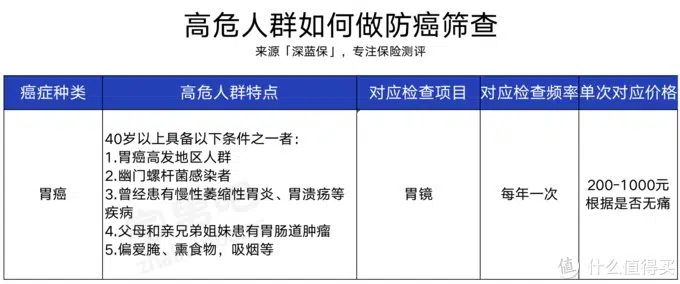 高危人群如何做防癌筛查
来源「深蓝保」，专注保险测评
癌症种类 高危人群特点 对应检查项目 对应检查频率 单次对应价格
40岁以上具备以下条件之一者：
1.胃癌高发地区人群
2.幽门螺杆菌感染者
3.曾经患有慢性萎缩性胃炎、胃溃疡等
疾病
4.父母和亲兄弟姐妹患有胃肠道肿瘤
5.偏爱腌、熏食物，吸烟等
胃癌
胃镜
每年一次
200-1000元
根据是否无痛
值 什么值得买